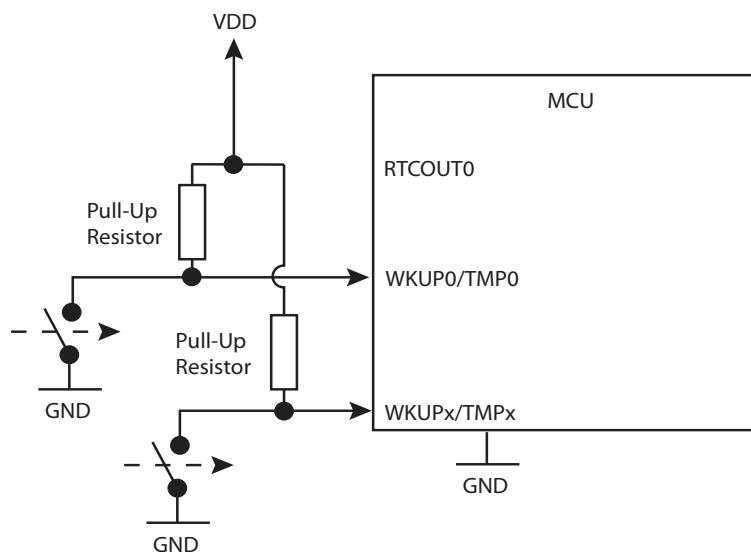 VDD
MCU
RTCOUT0
Pull-Up
Resistor
WKUP0/TMP0
Pull-Up
Resistor
GND
WKUPx/TMPx
GND
GND